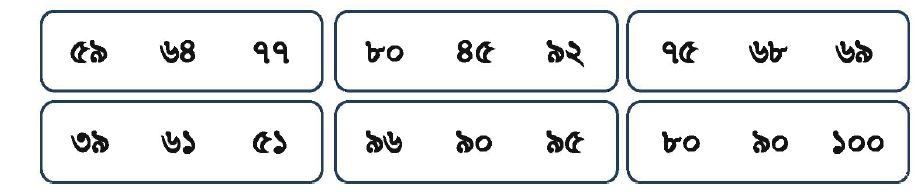 ৫৯ ৬৪ ৭৭ ৮০ ৪৫ ৯২ ৭৫ ৬৮ ৬৯
৩৯ ৬১ ৫১ ৯৬ ৯০ ৯৫ ৮০ ৯০ ১০০